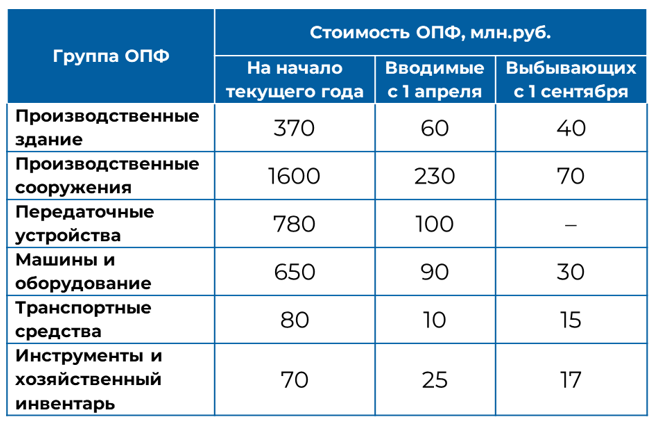 Группа ОПФ
Стоимость ОПФ, млн.руб.
На начало
текущего года
Вводимые
с 1 апреля
Выбывающих
с 1 сентября
Производственные
здание
370
60
40
Производственные
сооружения
1600
230
70
Передаточные
устройства
780
100
–
Машины и
оборудование
650
90
30
Транспортные
средства
80
10
15
Инструменты и
хозяйственный
инвентарь
70
25
17